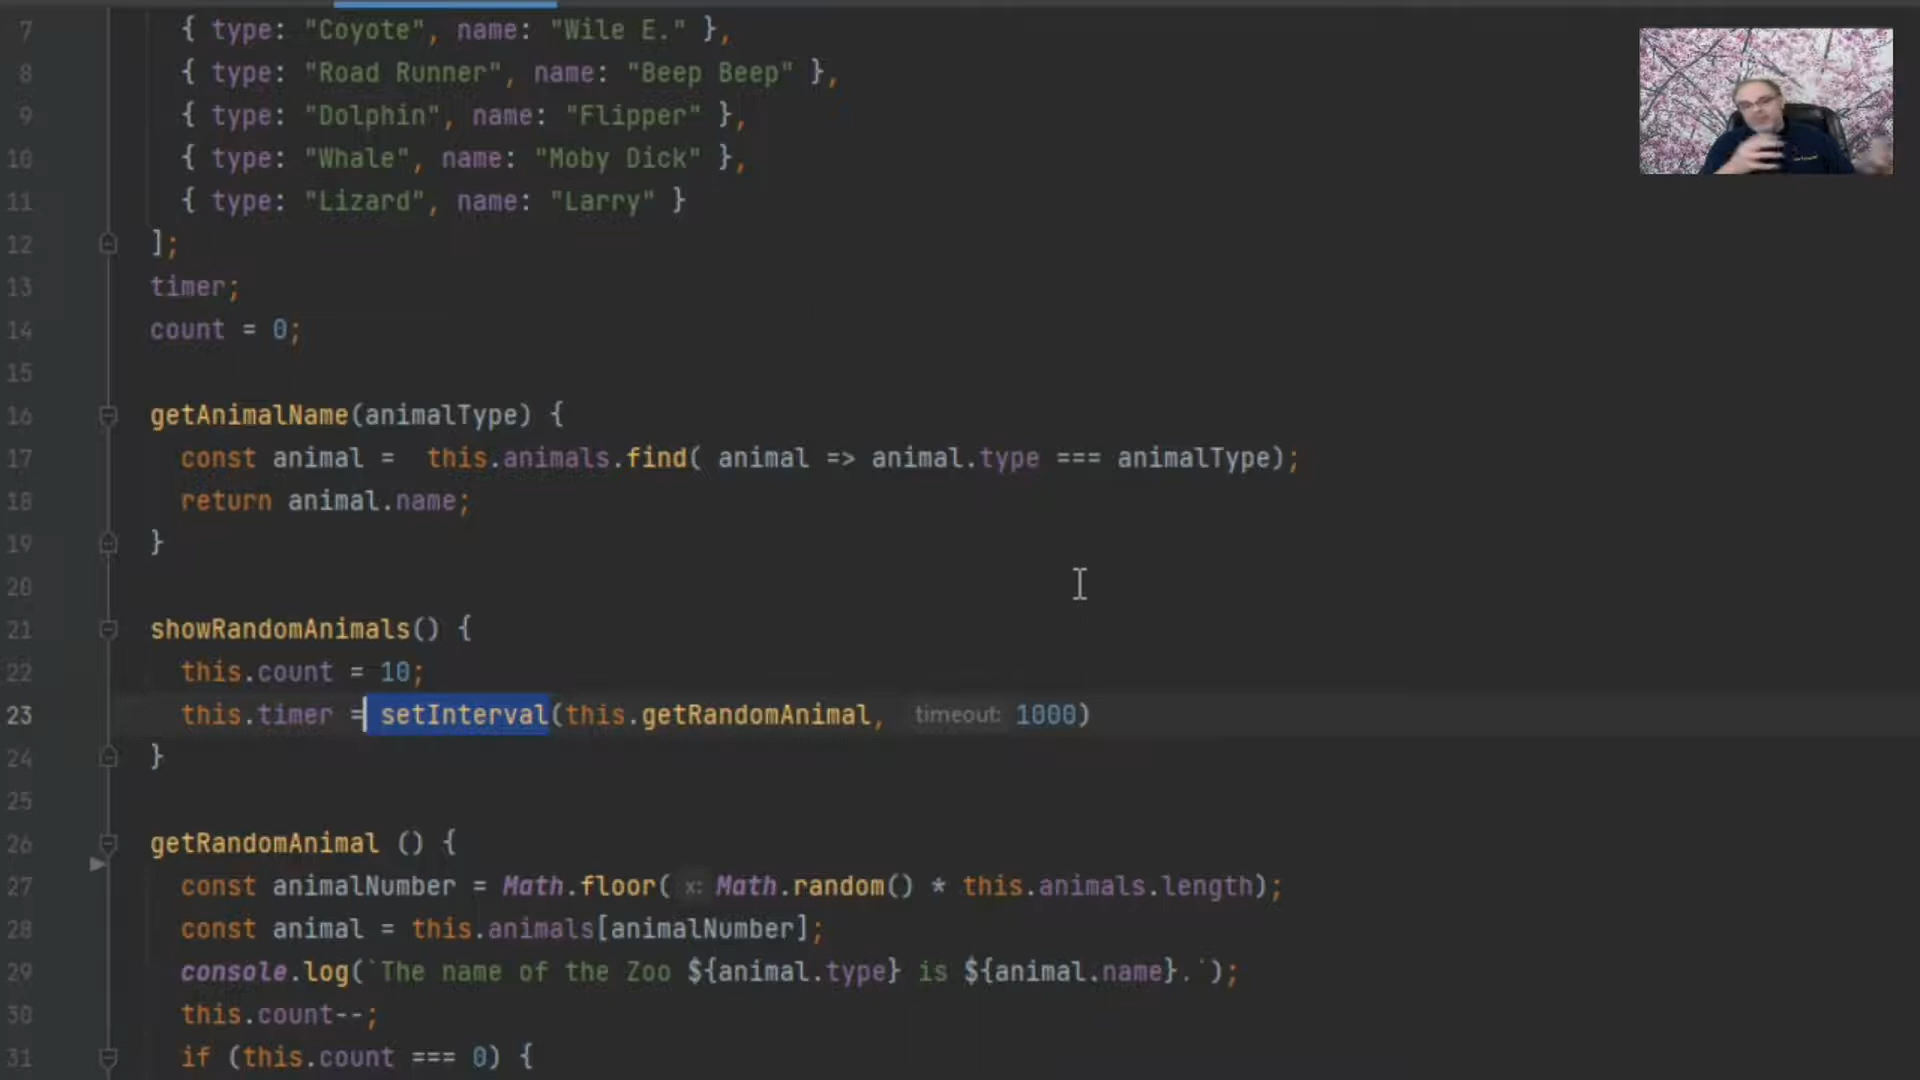 7 { type: "Coyote", name: "Wile E." },
8 { type: "Road Runner", name: "Beep Beep" },
9 { type: "Dolphin", name: "Flipper" },
10 { type: "Whale", name: "Moby Dick" },
11 { type: "Lizard", name: "Larry" }
12 ];
13 timer;
14 count = 0;
15
16 getAnimalName(animalType) {
17 const animal =  this.animals.find( animal => animal.type === animalType);
18 return animal.name;
19 }
20
21 showRandomAnimals() {
22 this.count = 10;
23 this.timer = setInterval(this.getRandomAnimal, timeout: 1000)
24 }
25
26 getRandomAnimal () {
27 const animalNumber = Math.floor( x: Math.random() * this.animals.length);
28 const animal = this.animals[animalNumber];
29 console.log(`The name of the Zoo ${animal.type} is ${animal.name}.`);
30 this.count--;
31 if (this.count === 0) {